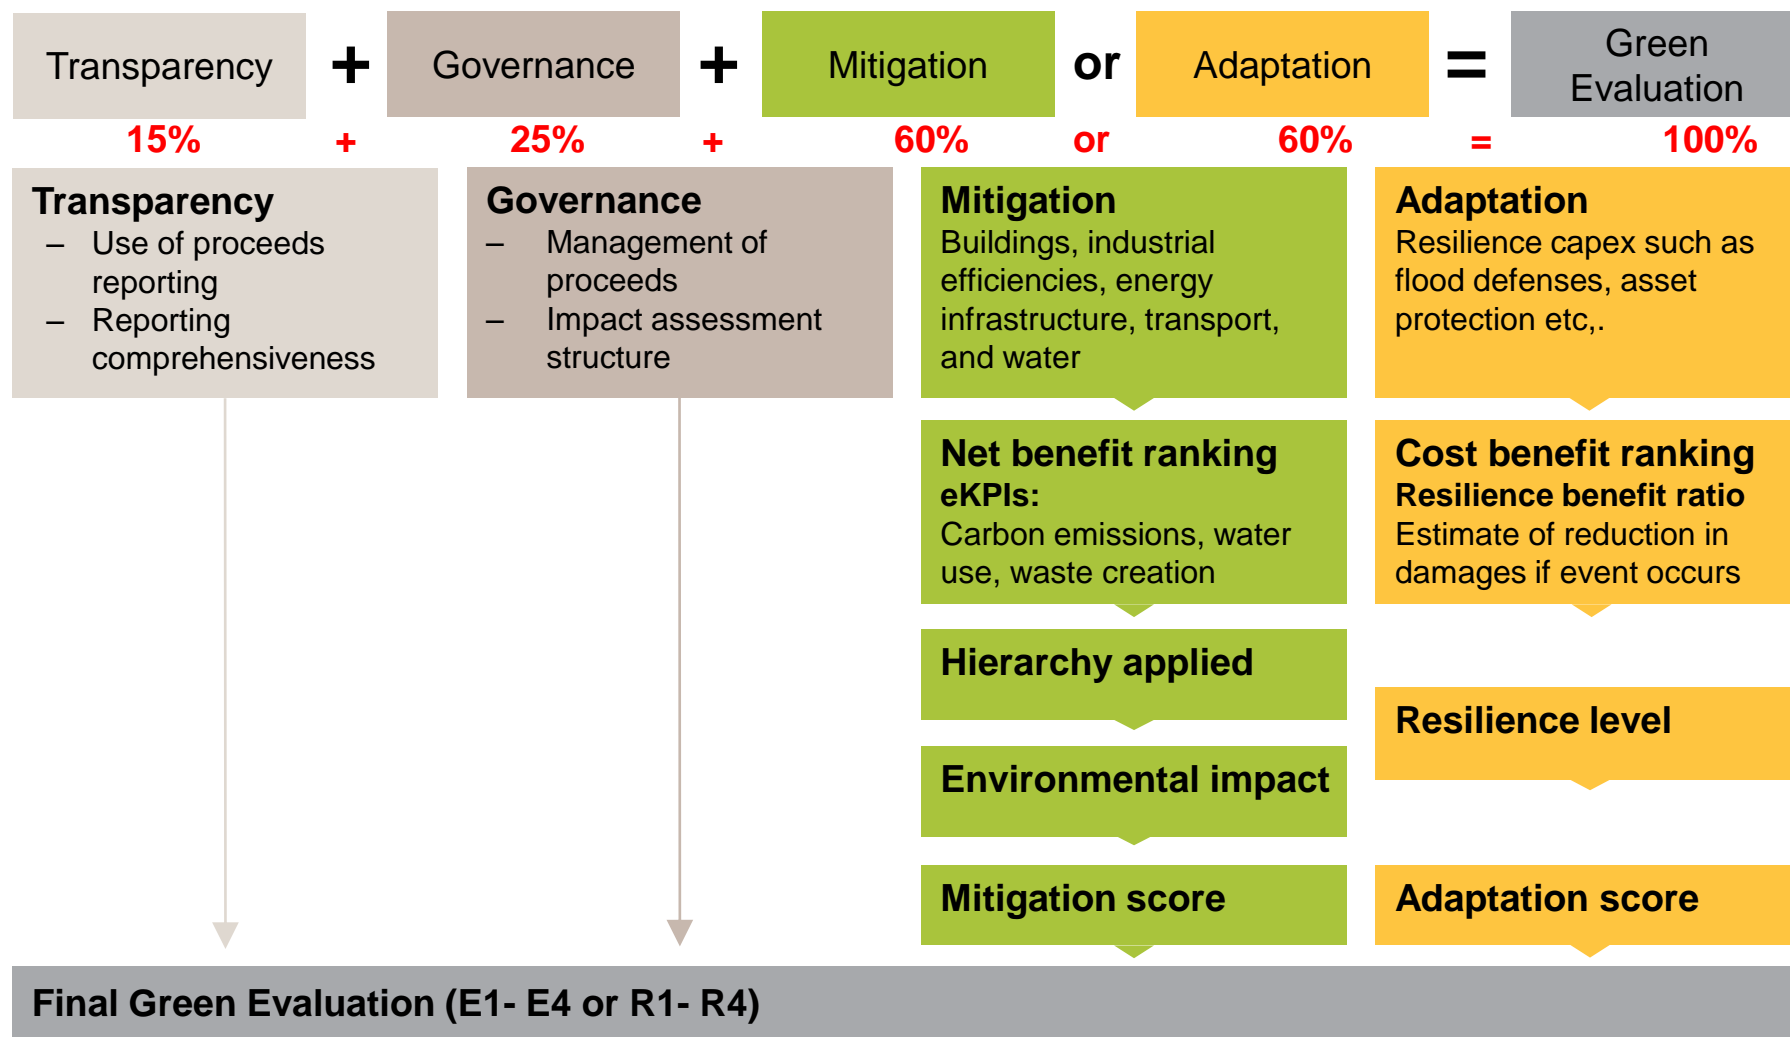 Transparency + Governance + Mitigation or Adaptation = Green Evaluation
15% + 25% + 60% or 60% = 100%
Transparency
– Use of proceeds
reporting
– Reporting
comprehensiveness
Governance
– Management of
proceeds
– Impact assessment
structure
Mitigation
Buildings, industrial
efficiencies, energy
infrastructure, transport,
and water
Adaptation
Resilience capex such as
flood defenses, asset
protection etc,.
Net benefit ranking
eKPIs:
Carbon emissions, water
use, waste creation
Cost benefit ranking
Resilience benefit ratio
Estimate of reduction in
damages if event occurs
Hierarchy applied
Resilience level
Environmental impact
Mitigation score
Adaptation score
Final Green Evaluation (E1- E4 or R1- R4)